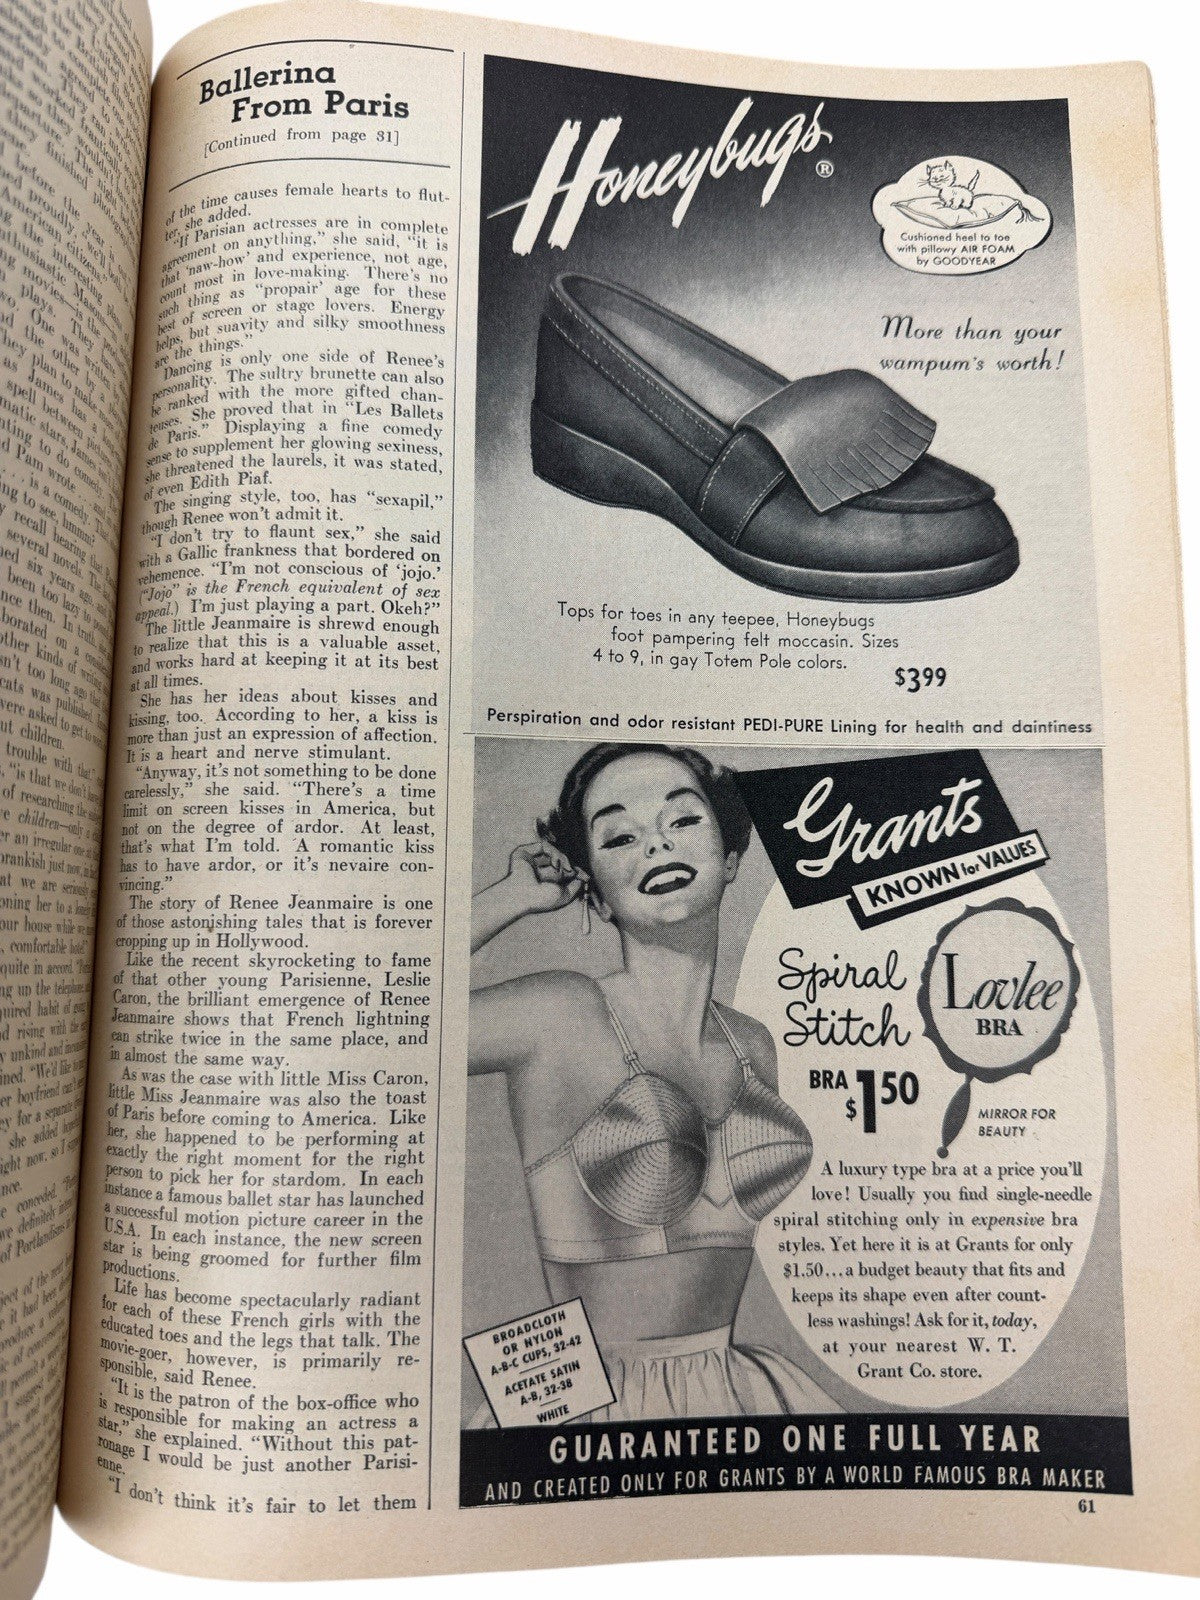 Ballerina
From Paris
[Continued from page 31]
of the time causes female hearts to flut-
ter, she added.
"If Parisian actresses are in complete
agreement on anything," she said, "it is
that 'naw-how' and experience, not age,
count most in love-making. There's no
such thing as "propair' age for these
best of screen or stage lovers. Energy
helps, but suavity and silky smoothness
are the things."
Dancing is only one side of Renee's
personality. The sultry brunette can also
be ranked with the more gifted chan-
teuses. She proved that in "Les Ballets
de Paris." Displaying a fine comedy
sense to supplement her glowing sexiness,
she threatened the laurels, it was stated,
of even Edith Piaf.
The singing style, too, has "sexapil,"
though Renee won't admit it.
"I don't try to flaunt sex," she said
with a Gallic frankness that bordered on
vehemence. "I'm not conscious of 'jojo.'
("Jojo" is the French equivalent of sex
appeal.) I'm just playing a part. Okeh?"
The little Jeanmaire is shrewd enough
to realize that this is a valuable asset,
and works hard at keeping it at its best
at all times.
She has her ideas about kisses and
kissing, too. According to her, a kiss is
more than just an expression of affection.
It is a heart and nerve stimulant.
"Anyway, it's not something to be done
carelessly," she said. "There's a time
limit on screen kisses in America, but
not on the degree of ardor. At least,
that's what I'm told. A romantic kiss
has to have ardor, or it's nevaire con-
vincing."
The story of Renee Jeanmaire is one
of those astonishing tales that is forever
cropping up in Hollywood.
Like the recent skyrocketing to fame
of that other young Parisienne, Leslie
Caron, the brilliant emergence of Renee
Jeanmaire shows that French lightning
can strike twice in the same place, and
in almost the same way.
As was the case with little Miss Caron,
little Miss Jeanmaire was also the toast
of Paris before coming to America. Like
her, she happened to be performing at
exactly the right moment for the right
person to pick her for stardom. In each
instance a famous ballet star has launched
a successful motion picture career in the
U.S.A. In each instance, the new screen
star is being groomed for further film
productions.
Life has become spectacularly radiant
for each of these French girls with the
educated toes and the legs that talk. The
movie-goer, however, is primarily re-
sponsible, said Renee.
"It is the patron of the box-office who
is responsible for making an actress a
star," she explained. "Without this pat-
ronage I would be just another Parisi-
enne.
"I don't think it's fair to let them
Honeybugs®
Cushioned heel to toe
with pillowy AIR FOAM
by GOODYEAR
More than your
wampum's worth!
Tops for toes in any teepee, Honeybugs
foot pampering felt moccasin. Sizes
4 to 9, in gay Totem Pole colors.
$3.99
Perspiration and odor resistant PEDI-PURE Lining for health and daintiness
Grants
KNOWN for VALUES
Spiral
Stitch
Lovlee
BRA
BRA
$1.50
MIRROR FOR
BEAUTY
A luxury type bra at a price you'll
love! Usually you find single-needle
spiral stitching only in expensive bra
styles. Yet here it is at Grants for only
$1.50...a budget beauty that fits and
keeps its shape even after count-
less washings! Ask for it, today,
at your nearest W. T.
Grant Co. store.
BROADCLOTH
OR NYLON
A-B-C CUPS, 32-42
ACETATE SATIN
A-B, 32-38
WHITE
GUARANTEED ONE FULL YEAR
AND CREATED ONLY FOR GRANTS BY A WORLD FAMOUS BRA MAKER
61